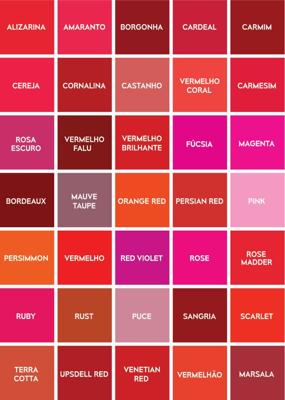 ALIZARINA
AMARANTO
BORGONHA
CARDEAL
CARMIM
CEREJA
CORNALINA
CASTANHO
VERMELHO
CORAL
CARMESIM
ROSA
ESCURO
VERMELHO
FALU
VERMELHO
BRILHANTE
FÚCSIA
MAGENTA
BORDEAUX
MAUVE
TAUPE
ORANGE RED
PERSIAN RED
PINK
PERSIMMON
VERMELHO
RED VIOLET
ROSE
ROSE
MADDER
RUBY
RUST
PUCE
SANGRIA
SCARLET
TERRA
COTTA
UPSDELL RED
VENETIAN
RED
VERMELHÃO
MARSALA